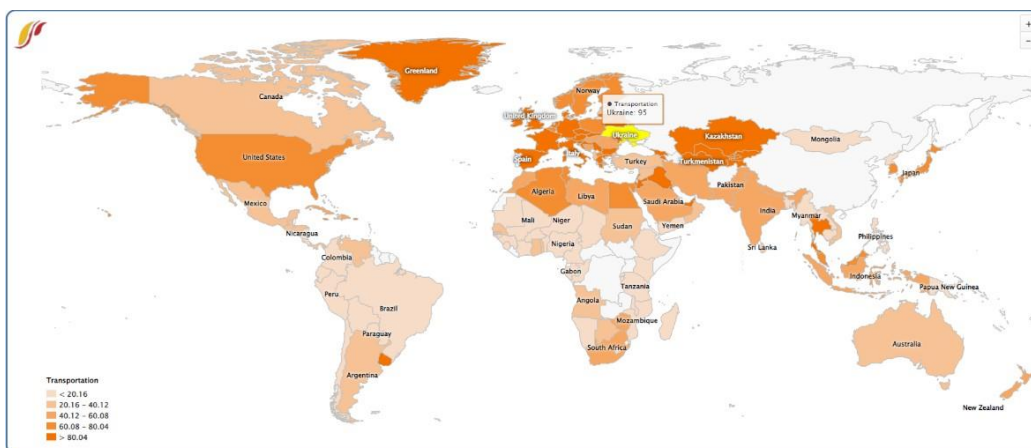 +
−
Greenland
Norway
Canada
● Transportation
Ukraine: 95
United Kingdom
Ukraine
Kazakhstan
Mongolia
United States
Spain
Italy
Turkey
Turkmenistan
Japan
Algeria
Libya
Pakistan
Mexico
Saudi Arabia
India
Mali
Niger
Myanmar
Nicaragua
Sudan
Yemen
Philippines
Nigeria
Sri Lanka
Colombia
Gabon
Indonesia
Peru
Tanzania
Papua New Guinea
Brazil
Angola
Mozambique
Paraguay
South Africa
Australia
Argentina
New Zealand
Transportation
< 20.16
20.16 – 40.12
40.12 – 60.08
60.08 – 80.04
> 80.04